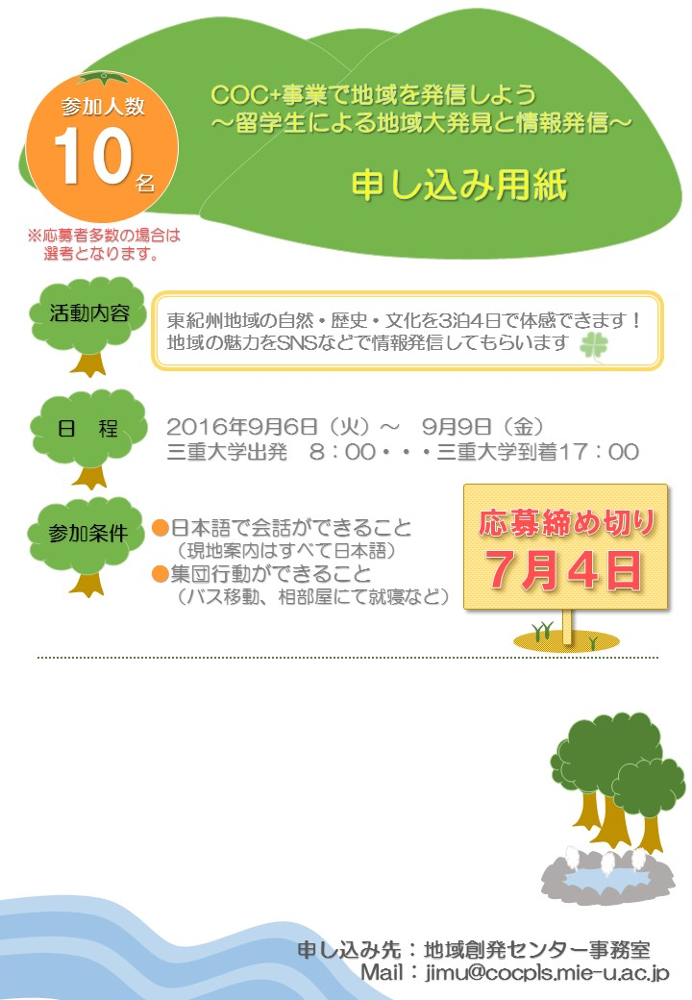 参加人数
10名
※応募者多数の場合は
選考となります。
COC+事業で地域を発信しよう
～留学生による地域大発見と情報発信～
申し込み用紙
活動内容
東紀州地域の自然・歴史・文化を3泊4日で体感できます！
地域の魅力をSNSなどで情報発信してもらいます
日　程
2016年9月6日（火）～　9月9日（金）
三重大学出発　8：00・・・三重大学到着17：00
参加条件
●日本語で会話ができること
（現地案内はすべて日本語）
●集団行動ができること
（バス移動、相部屋にて就寝など）
応募締め切り
7月4日
申し込み先：地域創発センター事務室
Mail：jimu@cocpls.mie-u.ac.jp